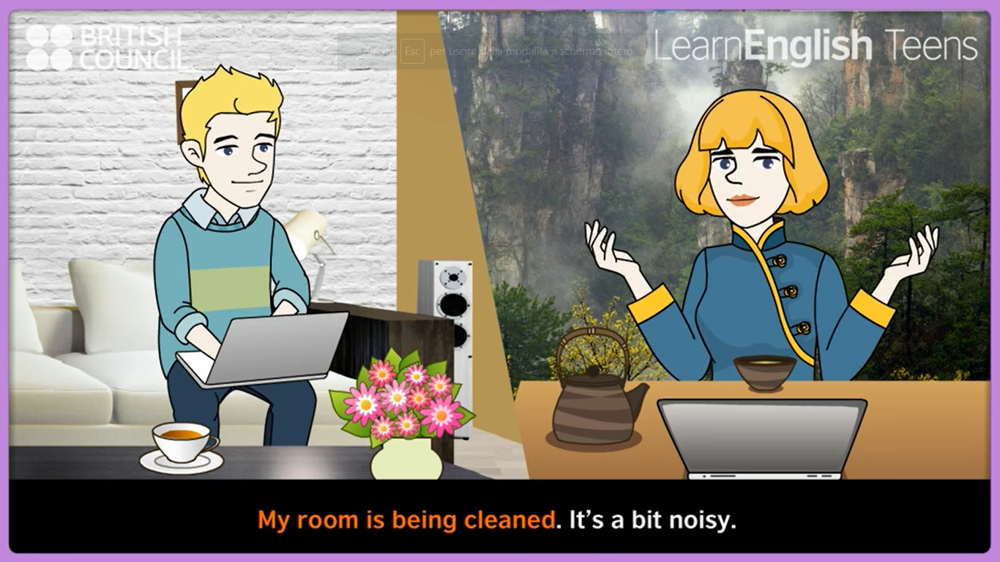 BRITISH
COUNCIL
Premi Esc per uscire dalla modalità a schermo intero
LearnEnglish Teens
My room is being cleaned. It's a bit noisy.